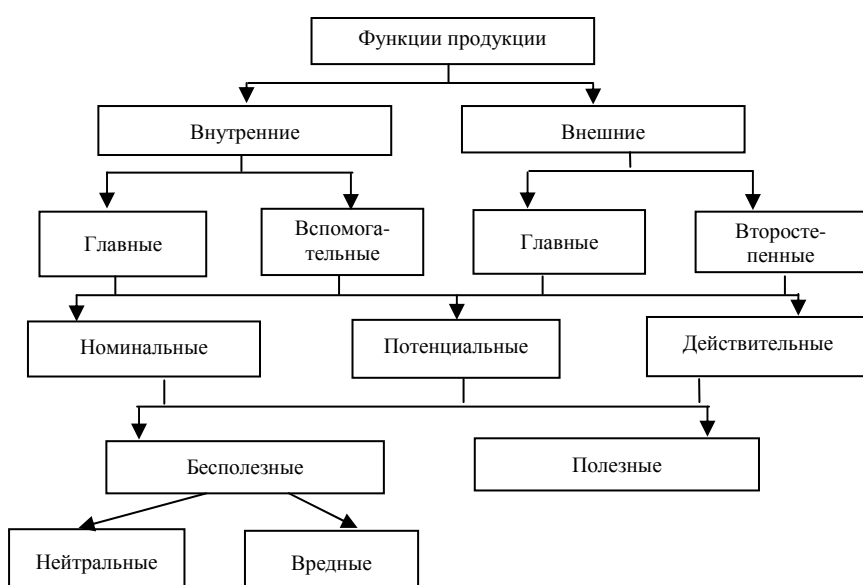 Функции продукции
Внутренние
Внешние
Главные
Вспомога-
тельные
Главные
Второсте-
пенные
Номинальные
Потенциальные
Действительные
Бесполезные
Полезные
Нейтральные
Вредные